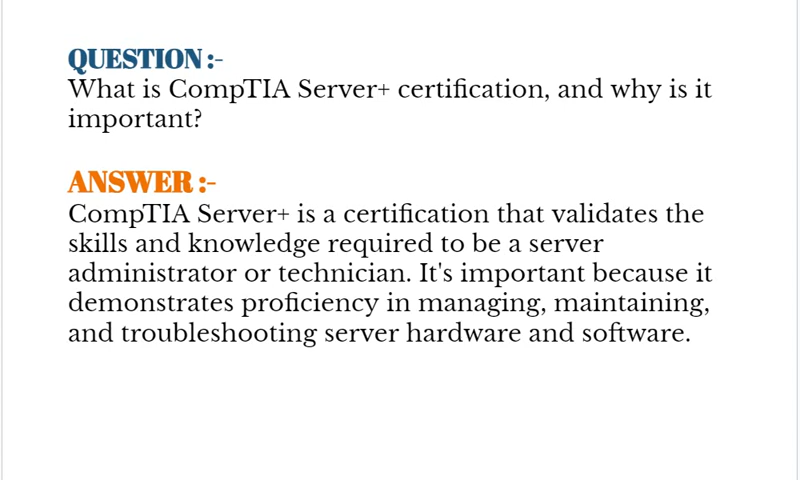 QUESTION :-
What is CompTIA Server+ certification, and why is it
important?
ANSWER :-
CompTIA Server+ is a certification that validates the
skills and knowledge required to be a server
administrator or technician. It's important because it
demonstrates proficiency in managing, maintaining,
and troubleshooting server hardware and software.